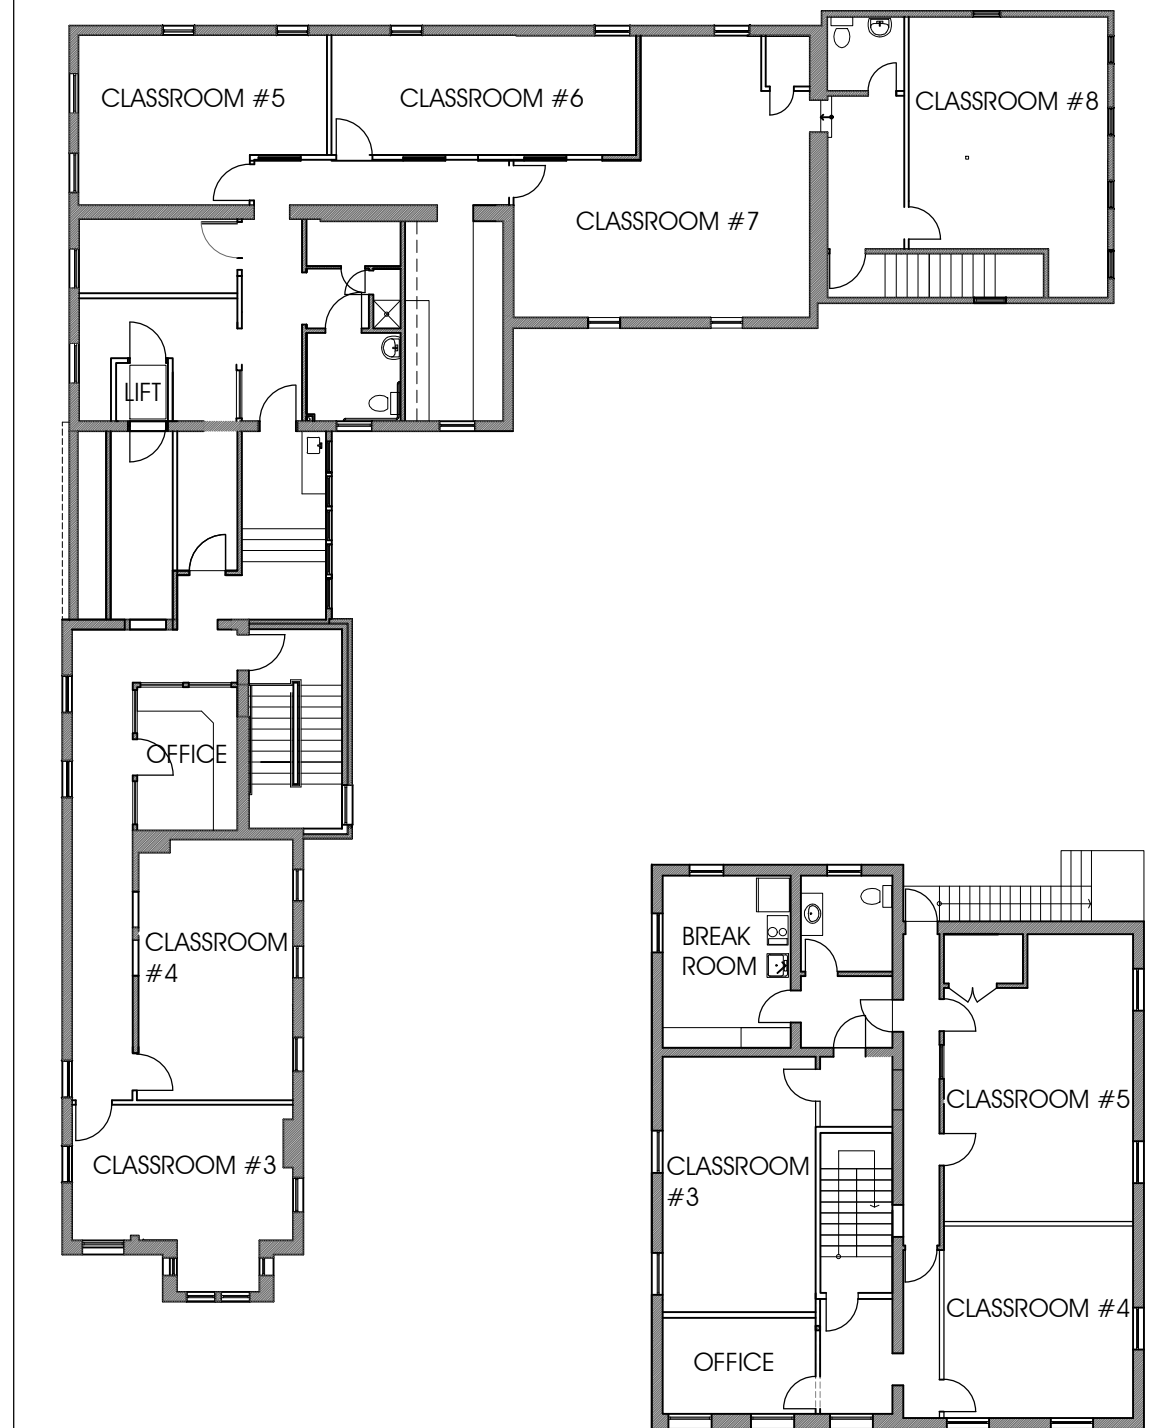 CLASSROOM #5
CLASSROOM #6
CLASSROOM #8
CLASSROOM #7
LIFT
OFFICE
CLASSROOM
#4
CLASSROOM #3
BREAK
ROOM
CLASSROOM #5
CLASSROOM
#3
CLASSROOM #4
OFFICE